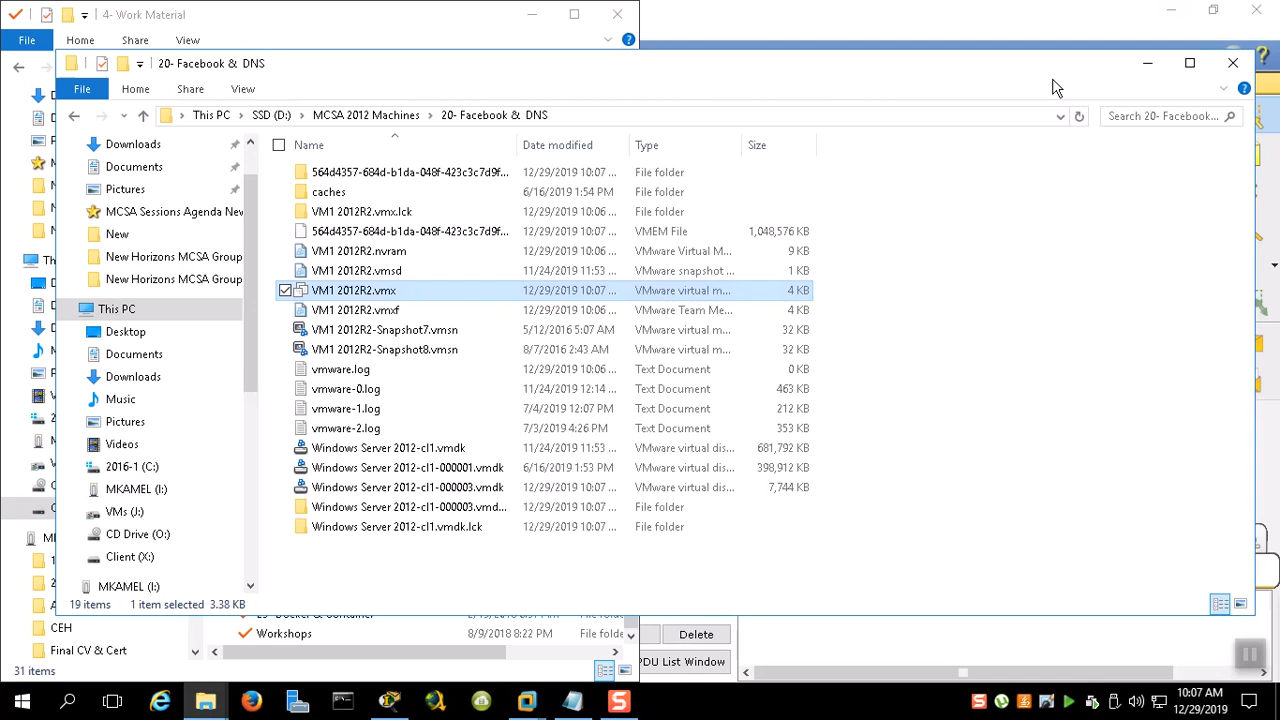 4- Work Material
File Home Share View
20- Facebook & DNS
File Home Share View
This PC SSD (D:) MCSA 2012 Machines 20- Facebook & DNS
Search 20- Facebook...
Name Date modified Type Size
Downloads
Documents
Pictures
MCSA Sessions Agenda New
New
New Horizons MCSA Group
New Horizons MCSA Group
This PC
Desktop
Documents
Downloads
Music
Pictures
Videos
2016-1 (C:)
MKAMEL (I:)
VMs (J:)
CD Drive (O:)
Client (X:)
MKAMEL (I:)
564d4357-684d-b1da-048f-423c3c7d9f... 12/29/2019 10:07 ... File folder
caches 6/16/2019 1:54 PM File folder
VM1 2012R2.vmx.lck 12/29/2019 10:06 ... File folder
564d4357-684d-b1da-048f-423c3c7d9f... 12/29/2019 10:07 ... VMEM File 1,048,576 KB
VM1 2012R2.nvram 12/29/2019 10:06 ... VMware Virtual M... 9 KB
VM1 2012R2.vmsd 11/24/2019 11:53 ... VMware snapshot ... 1 KB
VM1 2012R2.vmx 12/29/2019 10:07 ... VMware virtual m... 4 KB
VM1 2012R2.vmxf 12/29/2019 10:06 ... VMware Team Me... 4 KB
VM1 2012R2-Snapshot7.vmsn 5/12/2016 5:07 AM VMware virtual m... 32 KB
VM1 2012R2-Snapshot8.vmsn 8/7/2016 2:43 AM VMware virtual m... 32 KB
vmware.log 12/29/2019 10:06 ... Text Document 0 KB
vmware-0.log 11/24/2019 12:14 ... Text Document 463 KB
vmware-1.log 7/4/2019 12:07 PM Text Document 212 KB
vmware-2.log 7/3/2019 4:26 PM Text Document 353 KB
Windows Server 2012-cl1.vmdk 11/24/2019 11:53 ... VMware virtual dis... 681,792 KB
Windows Server 2012-cl1-000001.vmdk 6/16/2019 1:53 PM VMware virtual dis... 398,912 KB
Windows Server 2012-cl1-000003.vmdk 12/29/2019 10:07 ... VMware virtual dis... 7,744 KB
Windows Server 2012-cl1-000003.vmd... 12/29/2019 10:07 ... File folder
Windows Server 2012-cl1.vmdk.lck 12/29/2019 10:07 ... File folder
19 items 1 item selected 3.38 KB
CEH
Final CV & Cert
Workshops 8/9/2018 8:22 PM File folde
31 items
Delete
PDU List Window
10:07 AM
12/29/2019